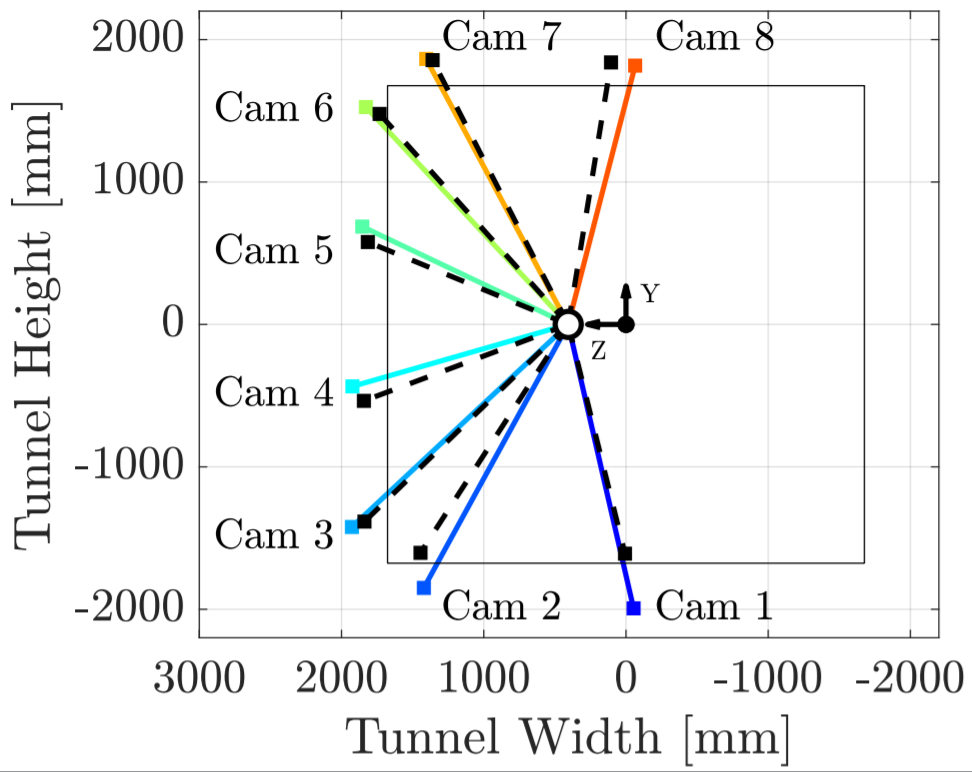 Cam 7 Cam 8
2000
Cam 6
1000
Cam 5
Y
0
Z
Cam 4
-1000
Cam 3
Cam 2 Cam 1
-2000
3000 2000 1000 0 -1000 -2000
Tunnel Width [mm]
Tunnel Height [mm]